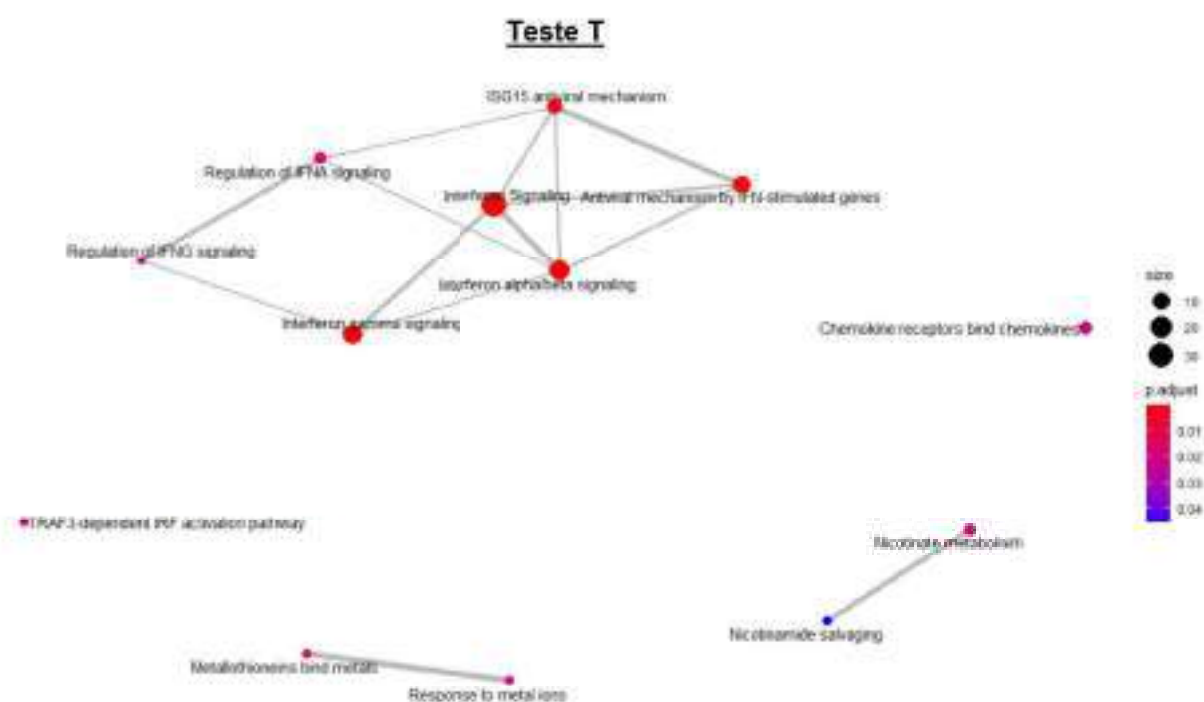 Teste T
ISG15 antiviral mechanism
Regulation of IFNA signaling
Interferon Signaling
Antiviral mechanism by IFN-stimulated genes
Regulation of IFNG signaling
Interferon alpha/beta signaling
Interferon gamma signaling
Chemokine receptors bind chemokines
size
10
20
30
p.adjust
0.01
0.02
0.03
0.04
TRAF3-dependent IRF activation pathway
Nicotinate metabolism
Nicotinamide salvaging
Metallothioneins bind metals
Response to metal ions